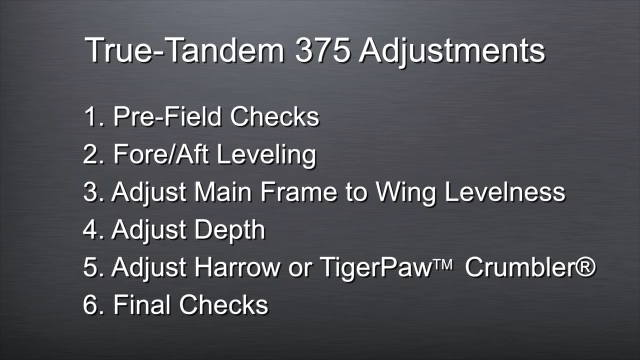 True-Tandem 375 Adjustments
1. Pre-Field Checks
2. Fore/Aft Leveling
3. Adjust Main Frame to Wing Levelness
4. Adjust Depth
5. Adjust Harrow or TigerPaw™ Crumbler®
6. Final Checks